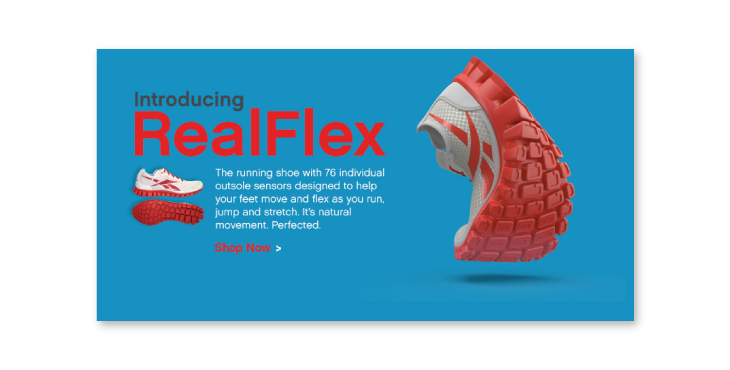 Introducing
RealFlex
The running shoe with 76 individual
outsole sensors designed to help
your feet move and flex as you run,
jump and stretch. It's natural
movement. Perfected.
Shop Now >